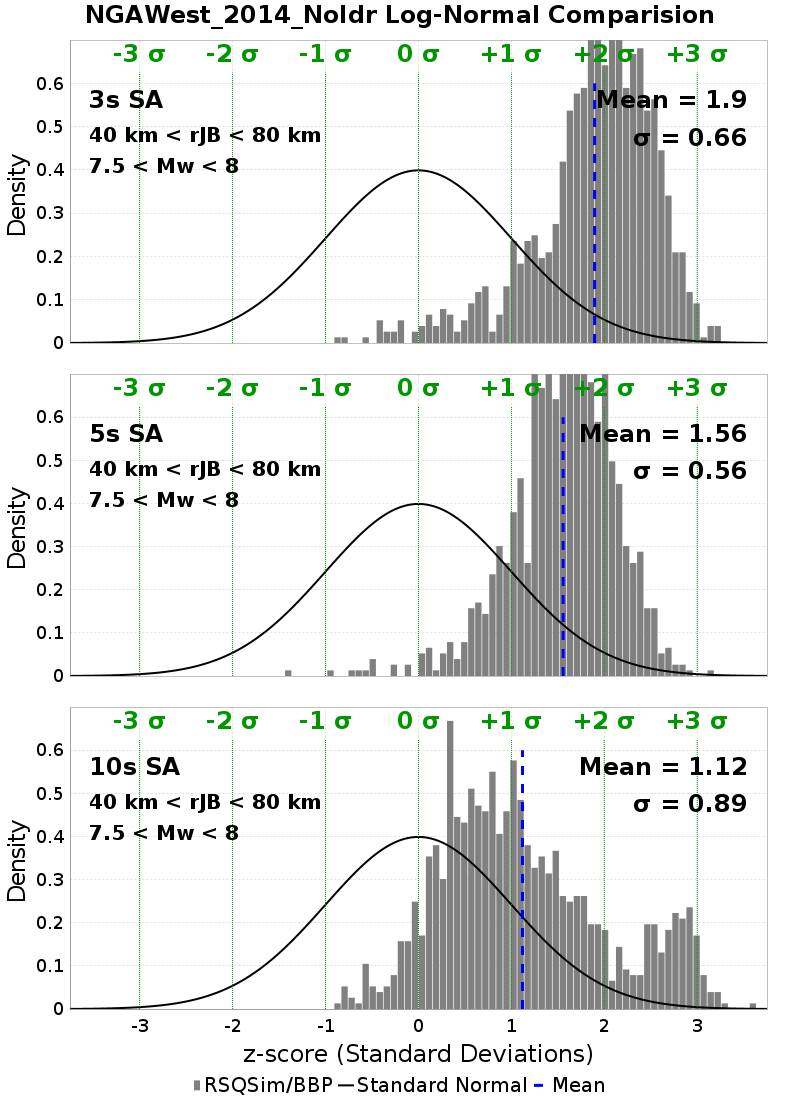 NGAWest_2014_NoIdr Log-Normal Comparision
-3 σ -2 σ -1 σ 0 σ +1 σ +2 σ +3 σ
0.6
3s SA
Mean = 1.9
0.5
40 km < rJB < 80 km
σ = 0.66
7.5 < Mw < 8
0.4
0.3
0.2
0.1
0
Density
-3 σ -2 σ -1 σ 0 σ +1 σ +2 σ +3 σ
0.6
5s SA
Mean = 1.56
0.5
40 km < rJB < 80 km
σ = 0.56
7.5 < Mw < 8
0.4
0.3
0.2
0.1
0
Density
-3 σ -2 σ -1 σ 0 σ +1 σ +2 σ +3 σ
0.6
10s SA
Mean = 1.12
0.5
40 km < rJB < 80 km
σ = 0.89
7.5 < Mw < 8
0.4
0.3
0.2
0.1
0
Density
-3 -2 -1 0 1 2 3
z-score (Standard Deviations)
RSQSim/BBP Standard Normal Mean